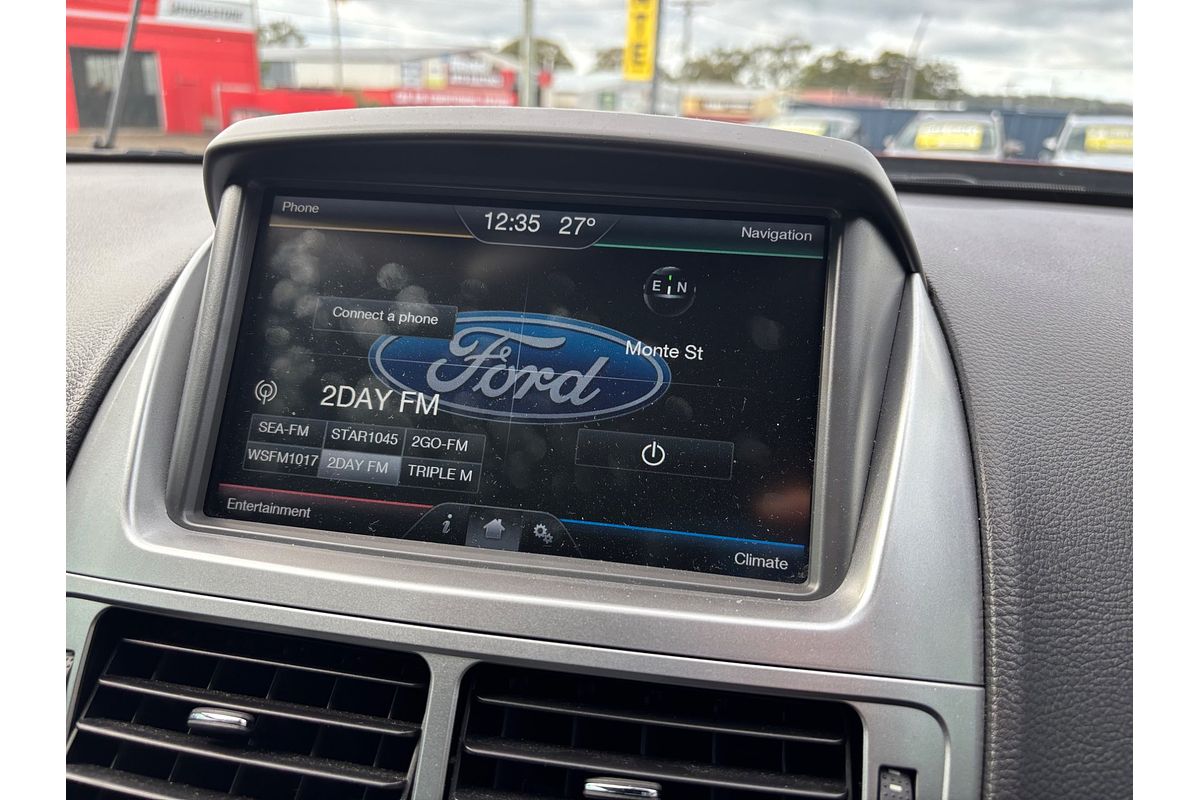 BRIDGESTONE
Phone
12:35 27°
Navigation
E N
Connect a phone
Monte St
Ford
2DAY FM
SEA-FM STAR1045 2GO-FM
WSFM1017 2DAY FM TRIPLE M
Entertainment
i
Climate